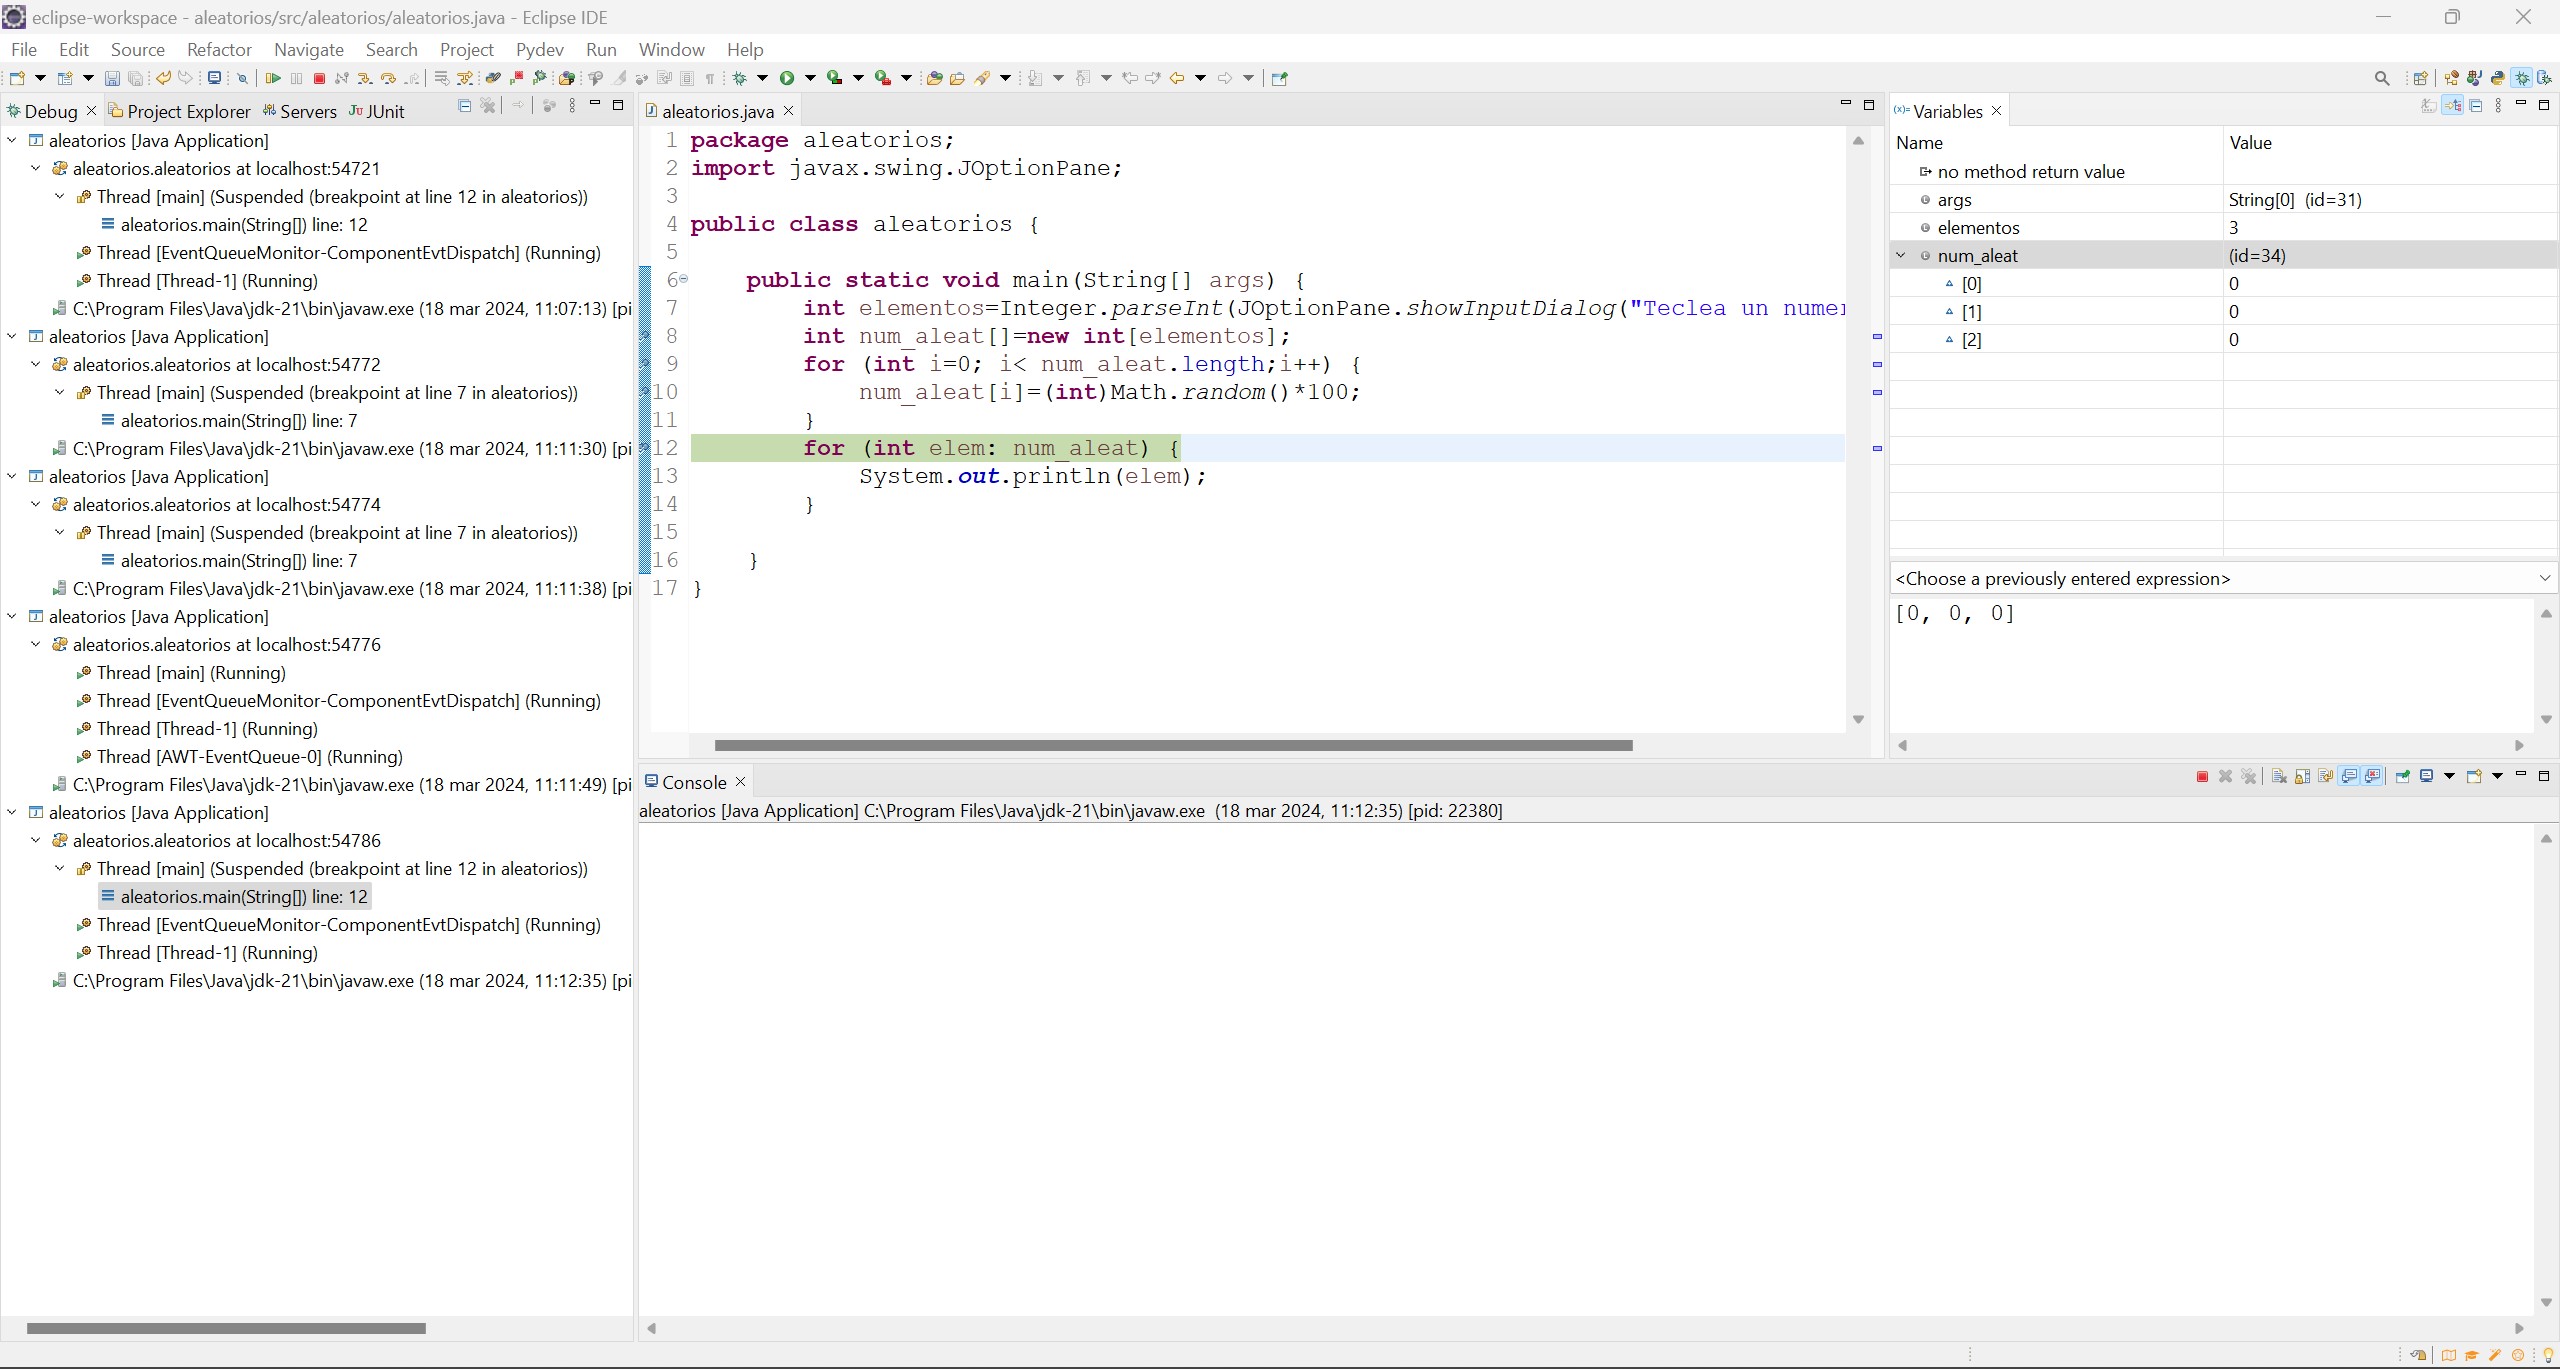 eclipse-workspace - aleatorios/src/aleatorios/aleatorios.java - Eclipse IDE
File Edit Source Refactor Navigate Search Project Pydev Run Window Help
Debug Project Explorer Servers JUnit
aleatorios [Java Application]
aleatorios.aleatorios at localhost:54721
Thread [main] (Suspended (breakpoint at line 12 in aleatorios))
aleatorios.main(String[]) line: 12
Thread [EventQueueMonitor-ComponentEvtDispatch] (Running)
Thread [Thread-1] (Running)
C:\Program Files\Java\jdk-21\bin\javaw.exe (18 mar 2024, 11:07:13) [pi
aleatorios [Java Application]
aleatorios.aleatorios at localhost:54772
Thread [main] (Suspended (breakpoint at line 7 in aleatorios))
aleatorios.main(String[]) line: 7
C:\Program Files\Java\jdk-21\bin\javaw.exe (18 mar 2024, 11:11:30) [pi
aleatorios [Java Application]
aleatorios.aleatorios at localhost:54774
Thread [main] (Suspended (breakpoint at line 7 in aleatorios))
aleatorios.main(String[]) line: 7
C:\Program Files\Java\jdk-21\bin\javaw.exe (18 mar 2024, 11:11:38) [pi
aleatorios [Java Application]
aleatorios.aleatorios at localhost:54776
Thread [main] (Running)
Thread [EventQueueMonitor-ComponentEvtDispatch] (Running)
Thread [Thread-1] (Running)
Thread [AWT-EventQueue-0] (Running)
C:\Program Files\Java\jdk-21\bin\javaw.exe (18 mar 2024, 11:11:49) [pi
aleatorios [Java Application]
aleatorios.aleatorios at localhost:54786
Thread [main] (Suspended (breakpoint at line 12 in aleatorios))
aleatorios.main(String[]) line: 12
Thread [EventQueueMonitor-ComponentEvtDispatch] (Running)
Thread [Thread-1] (Running)
C:\Program Files\Java\jdk-21\bin\javaw.exe (18 mar 2024, 11:12:35) [pi
aleatorios.java
1 package aleatorios;
2 import javax.swing.JOptionPane;
3
4 public class aleatorios {
5
6 public static void main(String[] args) {
7 int elementos=Integer.parseInt(JOptionPane.showInputDialog("Teclea un numer
8 int num_aleat[]=new int[elementos];
9 for (int i=0; i< num_aleat.length;i++) {
10 num_aleat[i]=(int)Math.random()*100;
11 }
12 for (int elem: num_aleat) {
13 System.out.println(elem);
14 }
15
16 }
17 }
Variables
Name Value
no method return value
args String[0] (id=31)
elementos 3
num_aleat (id=34)
[0] 0
[1] 0
[2] 0
<Choose a previously entered expression>
[0, 0, 0]
Console
aleatorios [Java Application] C:\Program Files\Java\jdk-21\bin\javaw.exe (18 mar 2024, 11:12:35) [pid: 22380]